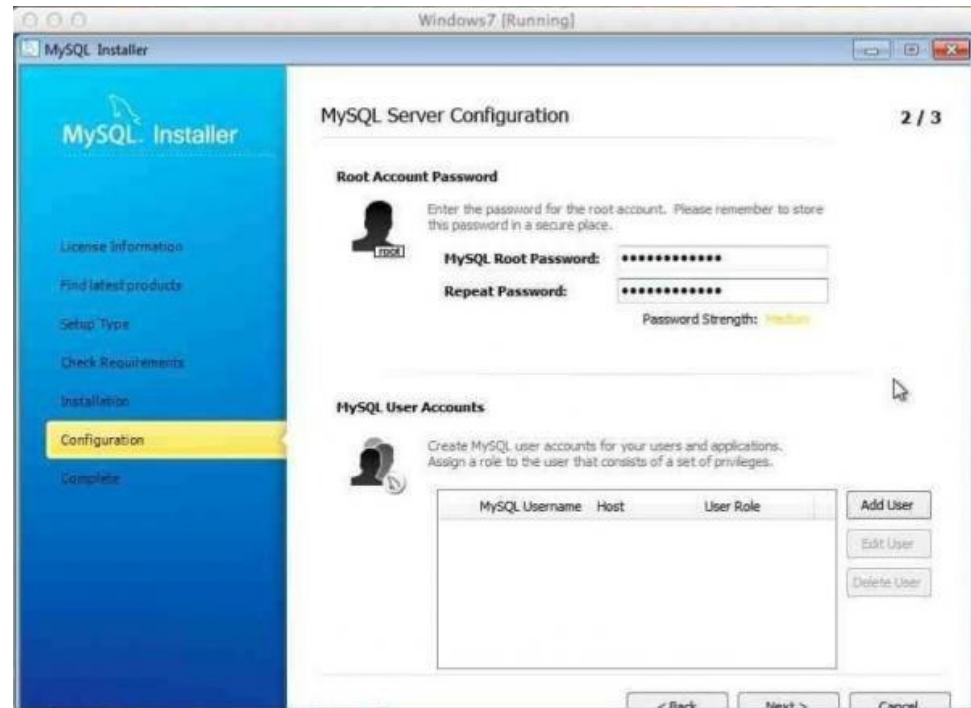 Windows7 [Running]
MySQL Installer
MySQL Installer
MySQL Server Configuration
2 / 3
License Information
Find latest products
Setup Type
Check Requirements
Installation
Configuration
Complete
Root Account Password
Enter the password for the root account. Please remember to store
this password in a secure place.
root
MySQL Root Password: ●●●●●●●●●●●●
Repeat Password: ●●●●●●●●●●●●
Password Strength: Medium
MySQL User Accounts
Create MySQL user accounts for your users and applications.
Assign a role to the user that consists of a set of privileges.
MySQL Username Host User Role
Add User
Edit User
Delete User
< Back Next > Cancel